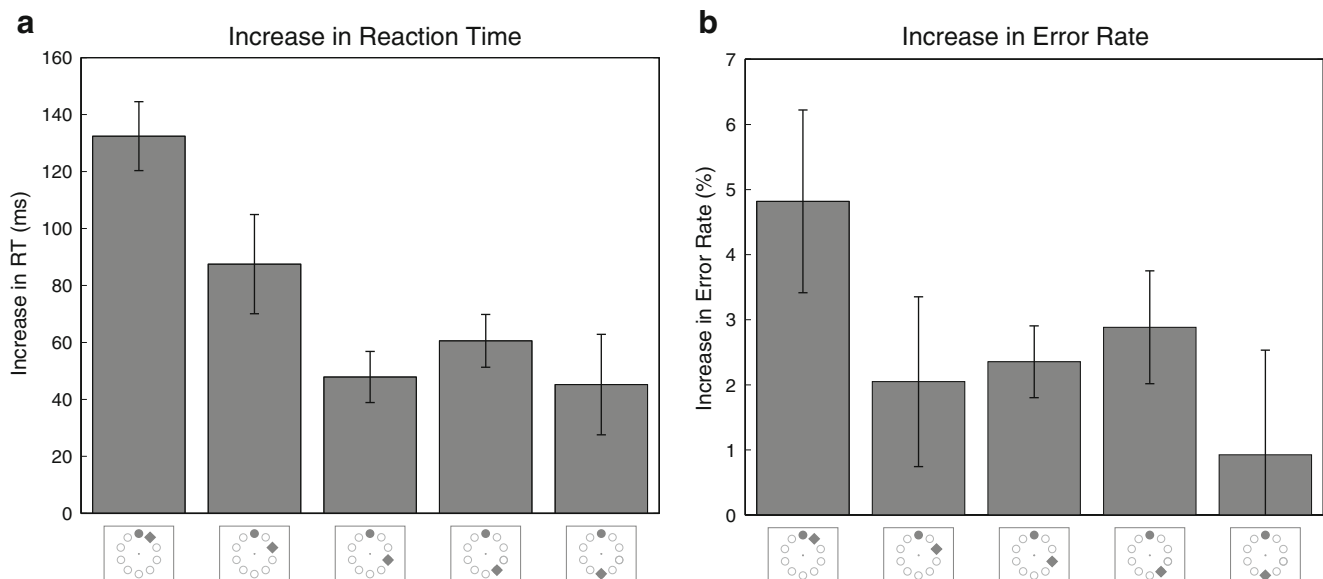 a
Increase in Reaction Time
Increase in RT (ms)
160
140
120
100
80
60
40
20
0
b
Increase in Error Rate
Increase in Error Rate (%)
7
6
5
4
3
2
1
0